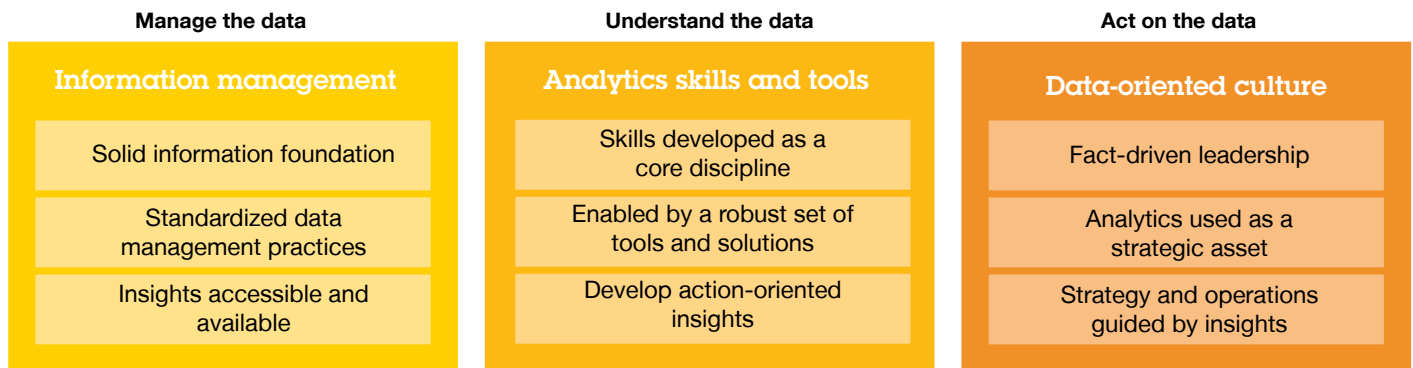 Manage the data
Information management
Solid information foundation
Standardized data
management practices
Insights accessible and
available
Understand the data
Analytics skills and tools
Skills developed as a
core discipline
Enabled by a robust set of
tools and solutions
Develop action-oriented
insights
Act on the data
Data-oriented culture
Fact-driven leadership
Analytics used as a
strategic asset
Strategy and operations
guided by insights